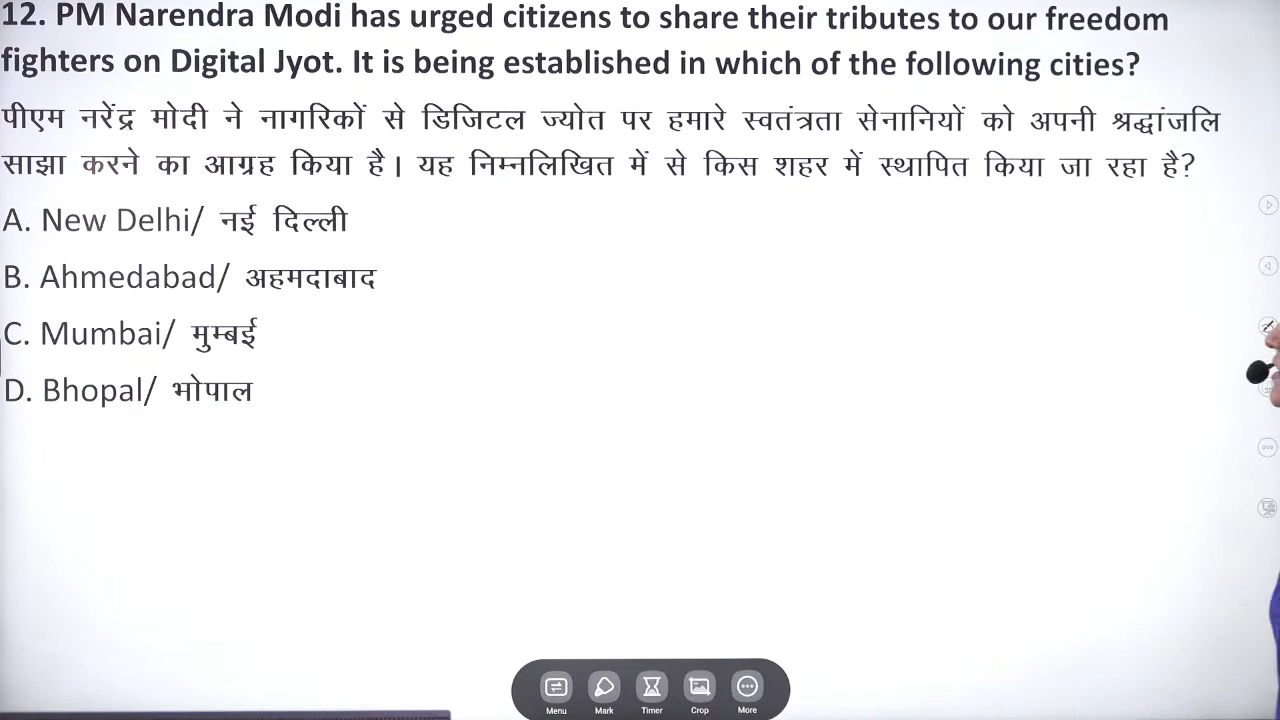 12. PM Narendra Modi has urged citizens to share their tributes to our freedom
fighters on Digital Jyot. It is being established in which of the following cities?
पीएम नरेंद्र मोदी ने नागरिकों से डिजिटल ज्योत पर हमारे स्वतंत्रता सेनानियों को अपनी श्रद्धांजलि
साझा करने का आग्रह किया है। यह निम्नलिखित में से किस शहर में स्थापित किया जा रहा है?
A. New Delhi/ नई दिल्ली
B. Ahmedabad/ अहमदाबाद
C. Mumbai/ मुम्बई
D. Bhopal/ भोपाल
Menu Mark Timer Crop More